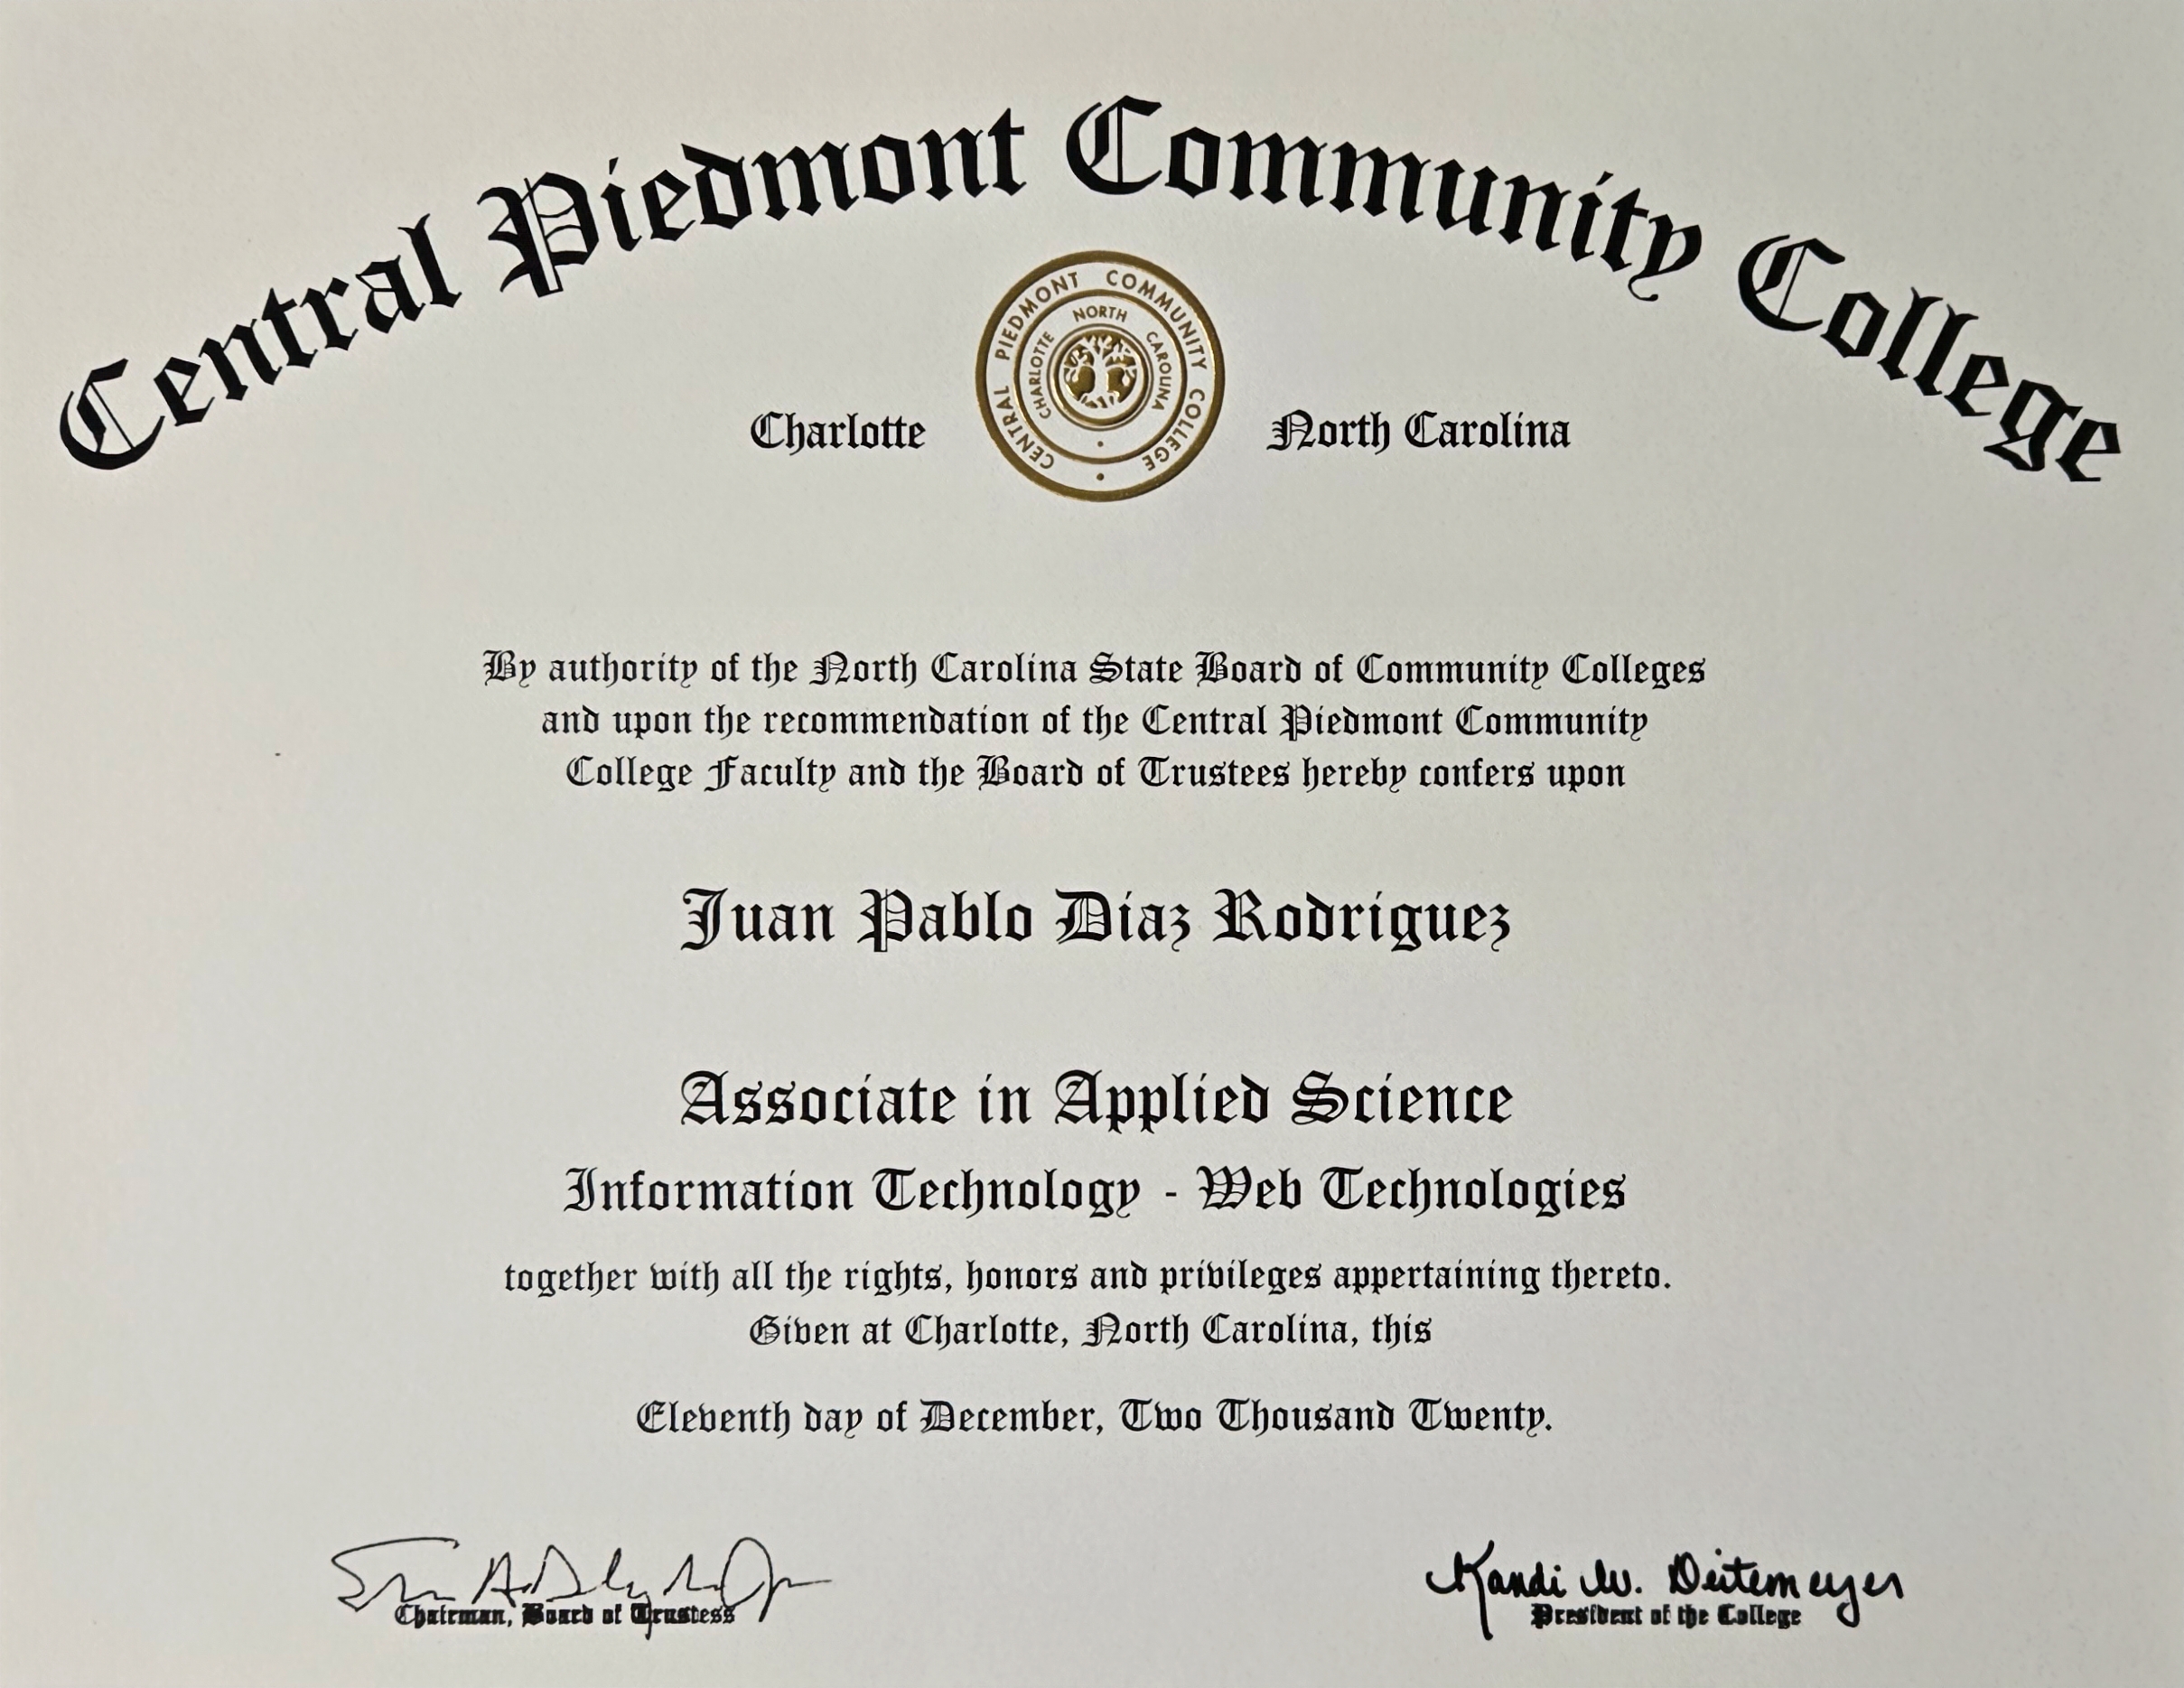 Central Piedmont Community College
CENTRAL PIEDMONT COMMUNITY COLLEGE
CHARLOTTE NORTH CAROLINA
Charlotte North Carolina
By authority of the North Carolina State Board of Community Colleges
and upon the recommendation of the Central Piedmont Community
College Faculty and the Board of Trustees hereby confers upon
Juan Pablo Diaz Rodriguez
Associate in Applied Science
Information Technology - Web Technologies
together with all the rights, honors and privileges appertaining thereto.
Given at Charlotte, North Carolina, this
Eleventh day of December, Two Thousand Twenty.
Kandi W. Deitemeyer
Chairman, Board of Trustess President of the College